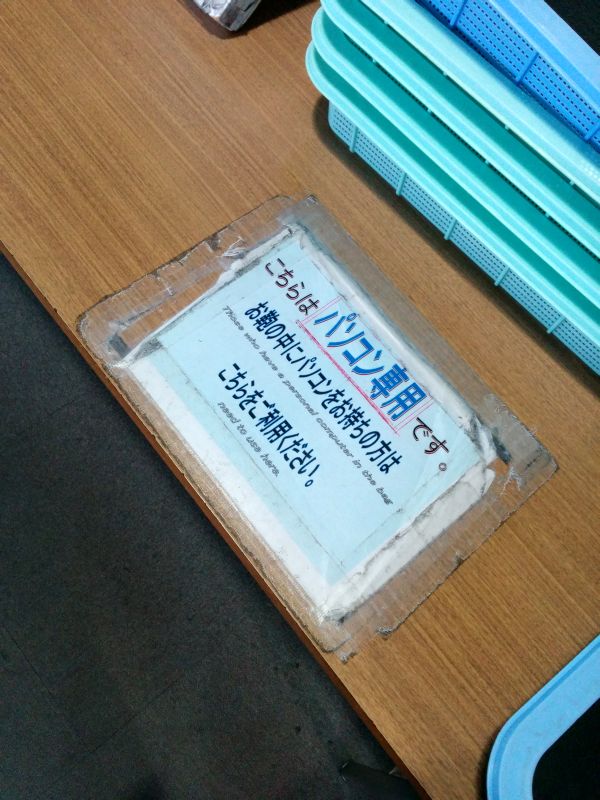 こちらは パソコン専用 です。
お鞄の中にパソコンをお持ちの方は
Those who have a personal computer in the bag
こちらをご利用ください。
need to use here.